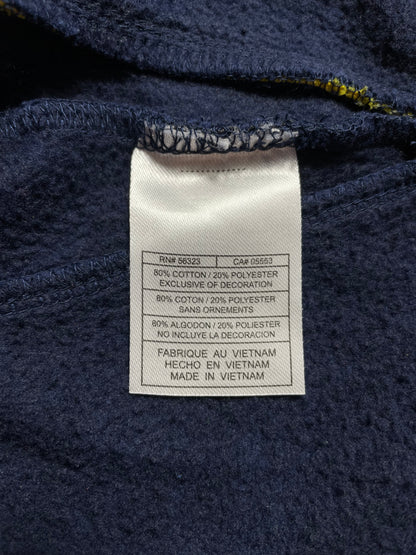 RN# 56323 CA# 05553
80% COTTON / 20% POLYESTER
EXCLUSIVE OF DECORATION
80% COTON / 20% POLYESTER
SANS ORNEMENTS
80% ALGODON / 20% POLIESTER
NO INCLUYE LA DECORACIÓN
FABRIQUE AU VIETNAM
HECHO EN VIETNAM
MADE IN VIETNAM